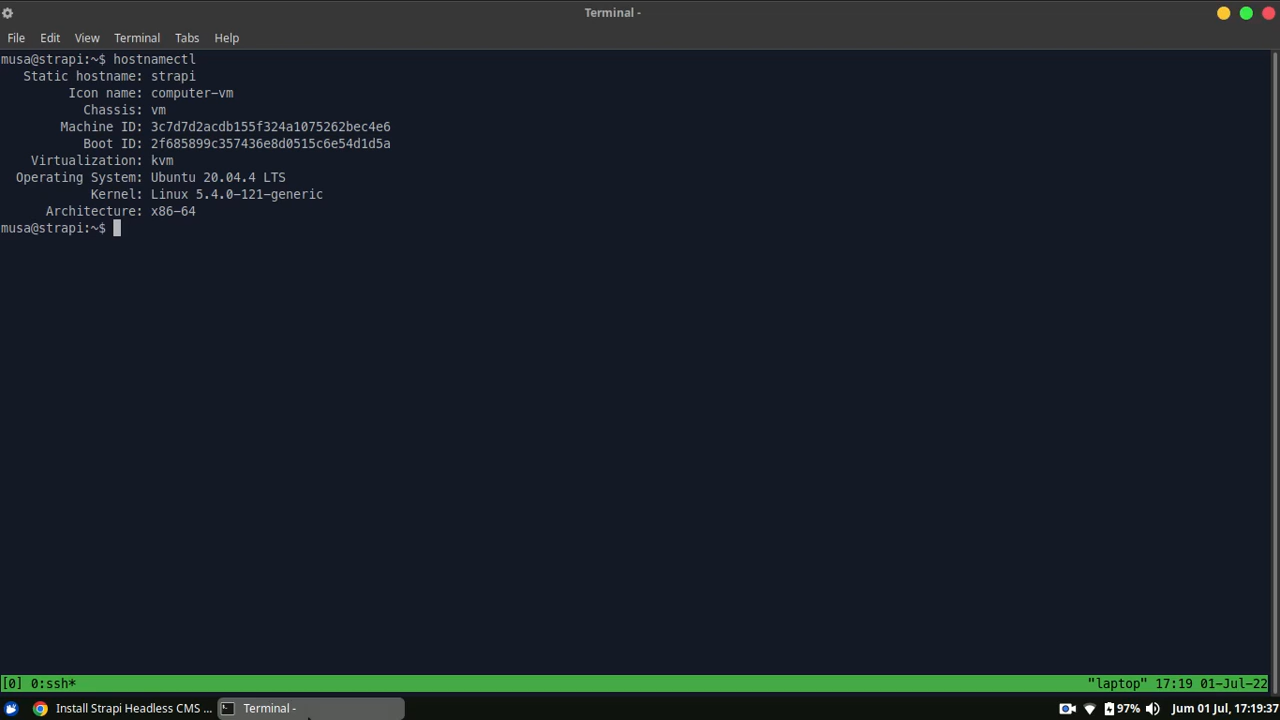 Terminal -
File Edit View Terminal Tabs Help
musa@strapi:~$ hostnamectl
Static hostname: strapi
Icon name: computer-vm
Chassis: vm
Machine ID: 3c7d7d2acdb155f324a1075262bec4e6
Boot ID: 2f685899c357436e8d0515c6e54d1d5a
Virtualization: kvm
Operating System: Ubuntu 20.04.4 LTS
Kernel: Linux 5.4.0-121-generic
Architecture: x86-64
musa@strapi:~$
[0] 0:ssh* "laptop" 17:19 01-Jul-22
Install Strapi Headless CMS ... Terminal - 97% Jum 01 Jul, 17:19:37